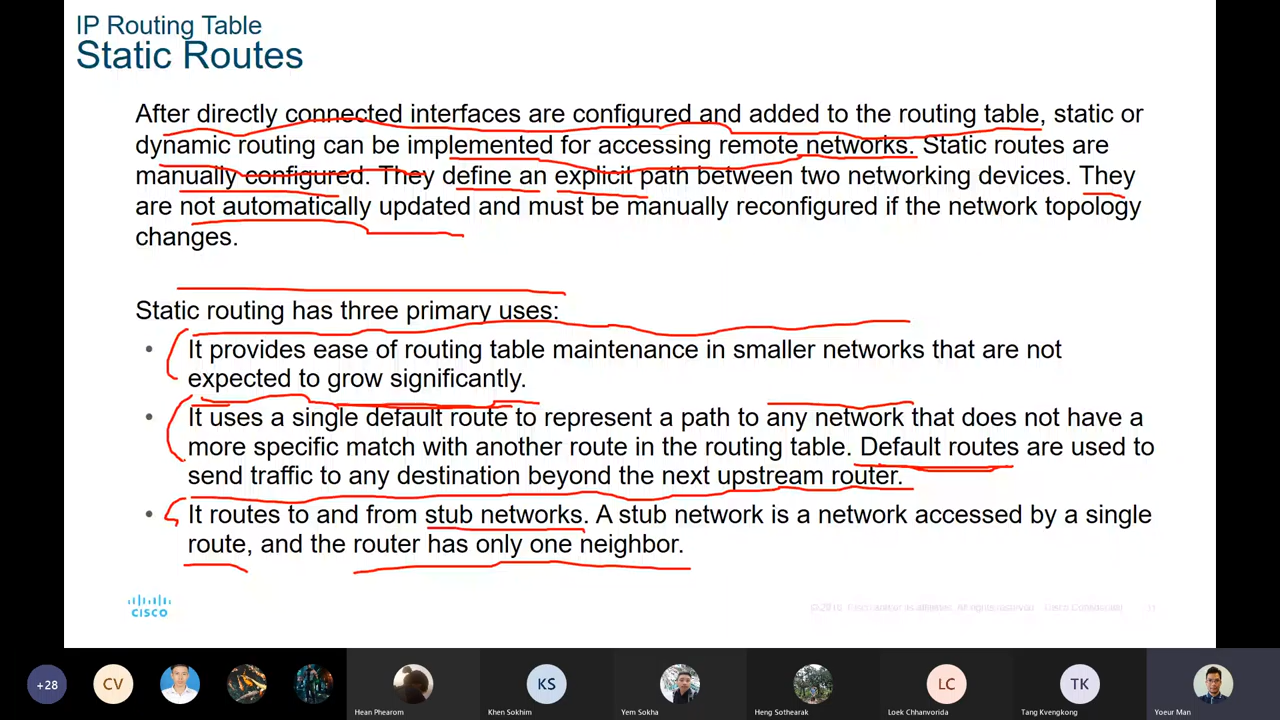 IP Routing Table
Static Routes
After directly connected interfaces are configured and added to the routing table, static or
dynamic routing can be implemented for accessing remote networks. Static routes are
manually configured. They define an explicit path between two networking devices. They
are not automatically updated and must be manually reconfigured if the network topology
changes.
Static routing has three primary uses:
• It provides ease of routing table maintenance in smaller networks that are not
expected to grow significantly.
• It uses a single default route to represent a path to any network that does not have a
more specific match with another route in the routing table. Default routes are used to
send traffic to any destination beyond the next upstream router.
• It routes to and from stub networks. A stub network is a network accessed by a single
route, and the router has only one neighbor.
CISCO
+28
CV
KS
LC
TK
Hean Phearom
Khen Sokhim
Yem Sokha
Heng Sothearak
Loek Chhanvorida
Tang Kvengkong
Yoeur Man